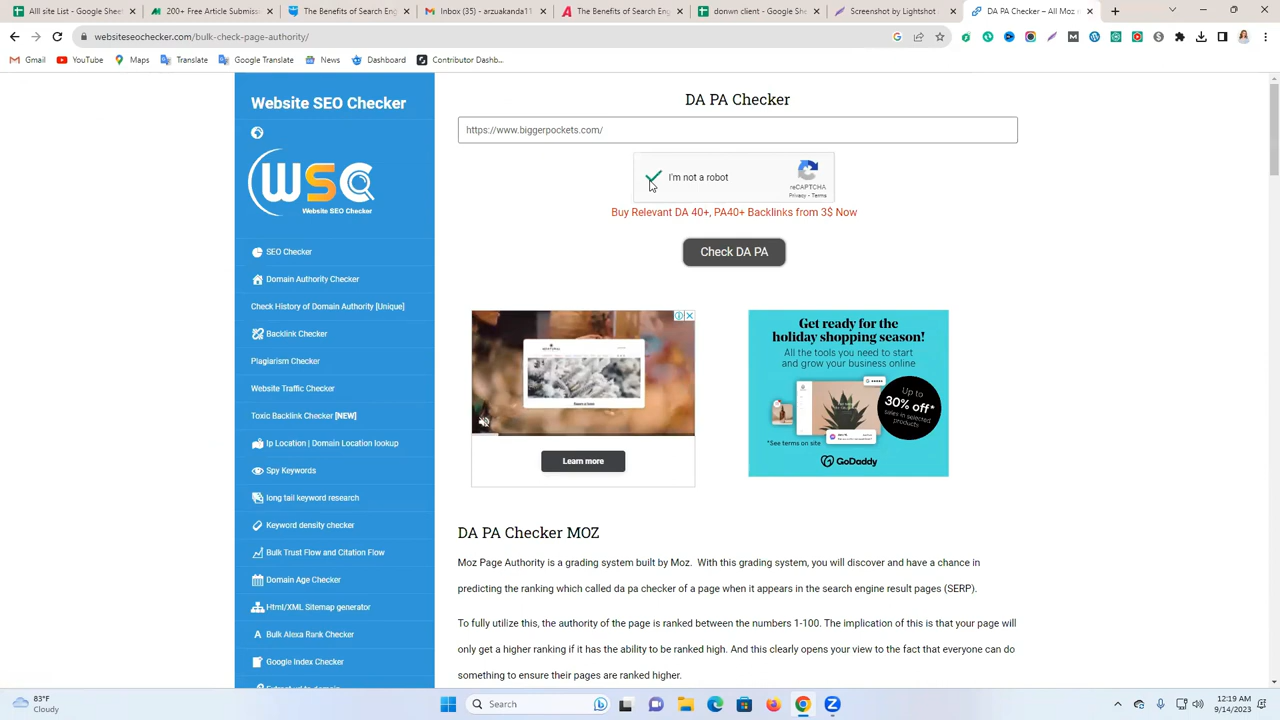 All site List - Google Sheets
200+ Free Article Submission
SEO Checker
Inbox (35) - arzukanda11
The Benefits of Search Eng
domin client - Google She
Screenshot by Lightshot
DA PA Checker – All Moz
websiteseochecker.com/bulk-check-page-authority/
Gmail YouTube Maps Translate Google Translate News Dashboard Contributor Dashb...
Website SEO Checker
WSC
Website SEO Checker
SEO Checker
Domain Authority Checker
Check History of Domain Authority [Unique]
Backlink Checker
Plagiarism Checker
Website Traffic Checker
Toxic Backlink Checker [NEW]
Ip Location | Domain Location lookup
Spy Keywords
long tail keyword research
Keyword density checker
Bulk Trust Flow and Citation Flow
Domain Age Checker
Html/XML Sitemap generator
Bulk Alexa Rank Checker
Google Index Checker
DA PA Checker
https://www.biggerpockets.com/
I'm not a robot
reCAPTCHA
Privacy - Terms
Buy Relevant DA 40+, PA40+ Backlinks from 3$ Now
Check DA PA
Learn more
Get ready for the
holiday shopping season!
All the tools you need to start
and grow your business online
Up to
30% off*
sales in selected
products
*See terms on site
GoDaddy
DA PA Checker MOZ
Moz Page Authority is a grading system built by Moz. With this grading system, you will discover and have a chance in
predicting the ranking which called da pa checker of a page when it appears in the search engine result pages (SERP).
To fully utilize this, the authority of the page is ranked between the numbers 1-100. The implication of this is that your page will
only get a higher ranking if it has the ability to be ranked high. And this clearly opens your view to the fact that everyone can do
something to ensure their pages are ranked higher.
83°F
Cloudy
Search
12:19 AM
9/14/2023